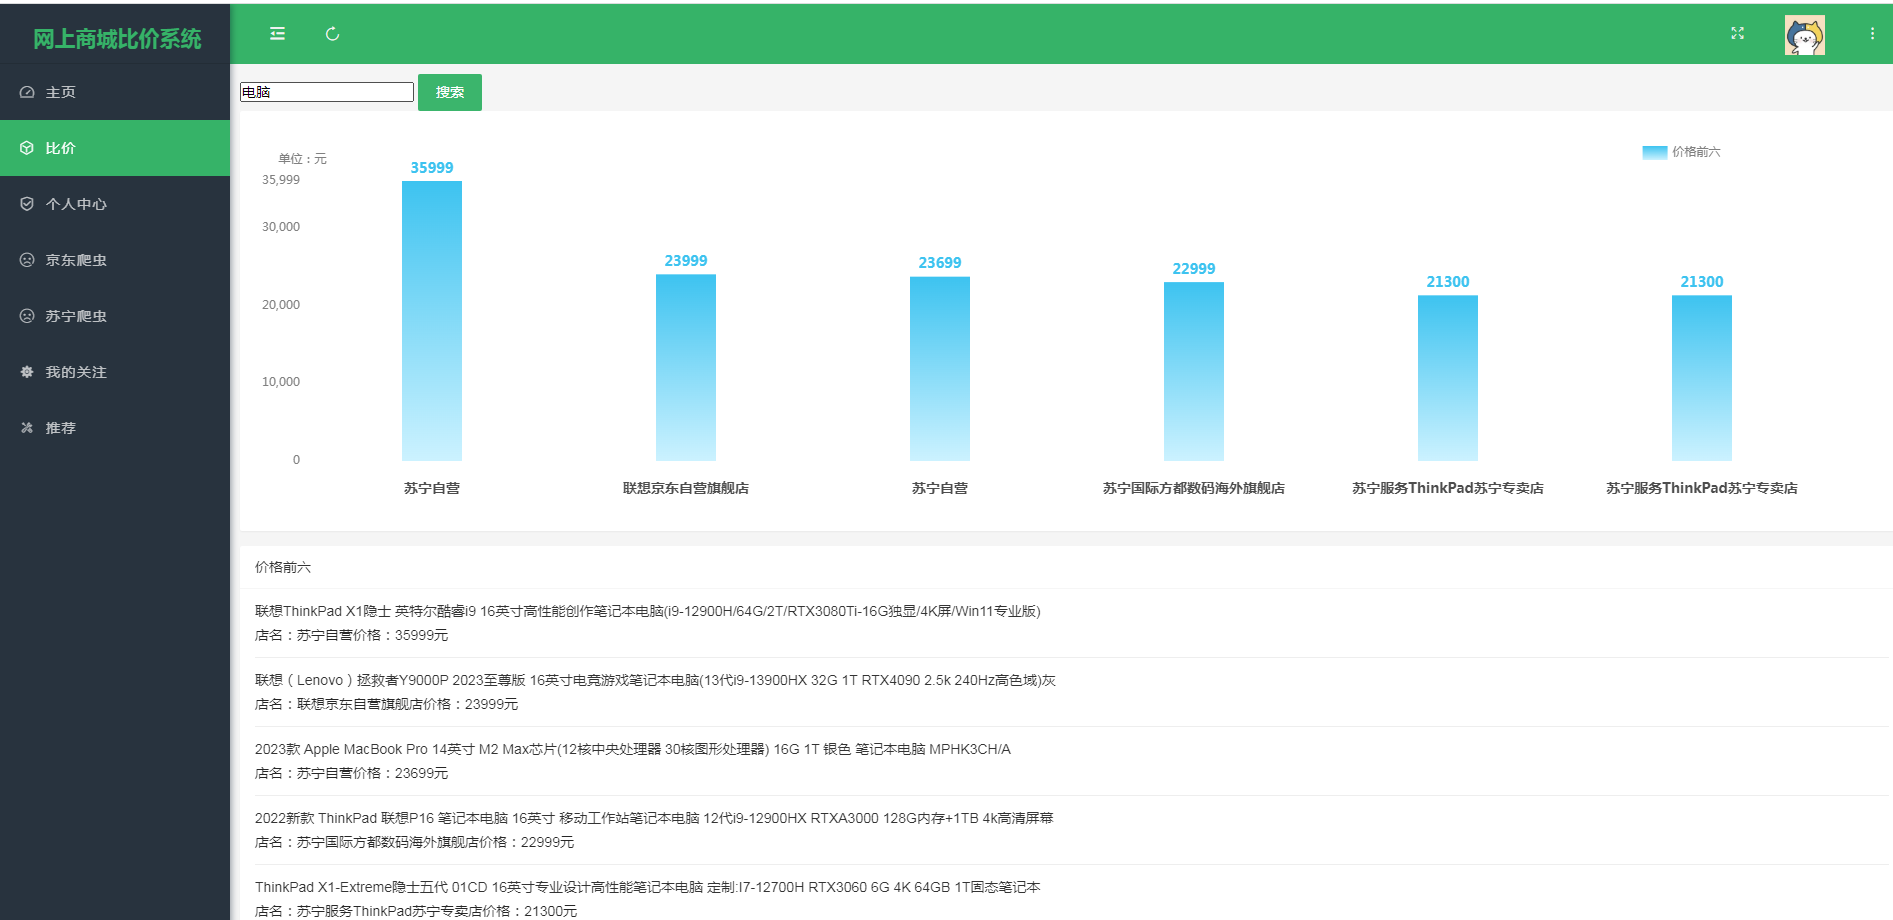 网上商城比价系统
主页
比价
个人中心
京东爬虫
苏宁爬虫
我的关注
推荐
电脑 搜索
单位：元
价格前六
35,999
30,000
20,000
10,000
0
35999
23999
23699
22999
21300
21300
苏宁自营
联想京东自营旗舰店
苏宁自营
苏宁国际方都数码海外旗舰店
苏宁服务ThinkPad苏宁专卖店
苏宁服务ThinkPad苏宁专卖店
价格前六
联想ThinkPad X1隐士 英特尔酷睿i9 16英寸高性能创作笔记本电脑(i9-12900H/64G/2T/RTX3080Ti-16G独显/4K屏/Win11专业版)
店名：苏宁自营价格：35999元
联想（Lenovo）拯救者Y9000P 2023至尊版 16英寸电竞游戏笔记本电脑(13代i9-13900HX 32G 1T RTX4090 2.5k 240Hz高色域)灰
店名：联想京东自营旗舰店价格：23999元
2023款 Apple MacBook Pro 14英寸 M2 Max芯片(12核中央处理器 30核图形处理器) 16G 1T 银色 笔记本电脑 MPHK3CH/A
店名：苏宁自营价格：23699元
2022新款 ThinkPad 联想P16 笔记本电脑 16英寸 移动工作站笔记本电脑 12代i9-12900HX RTXA3000 128G内存+1TB 4k高清屏幕
店名：苏宁国际方都数码海外旗舰店价格：22999元
ThinkPad X1-Extreme隐士五代 01CD 16英寸专业设计高性能笔记本电脑 定制:I7-12700H RTX3060 6G 4K 64GB 1T固态笔记本
店名：苏宁服务ThinkPad苏宁专卖店价格：21300元